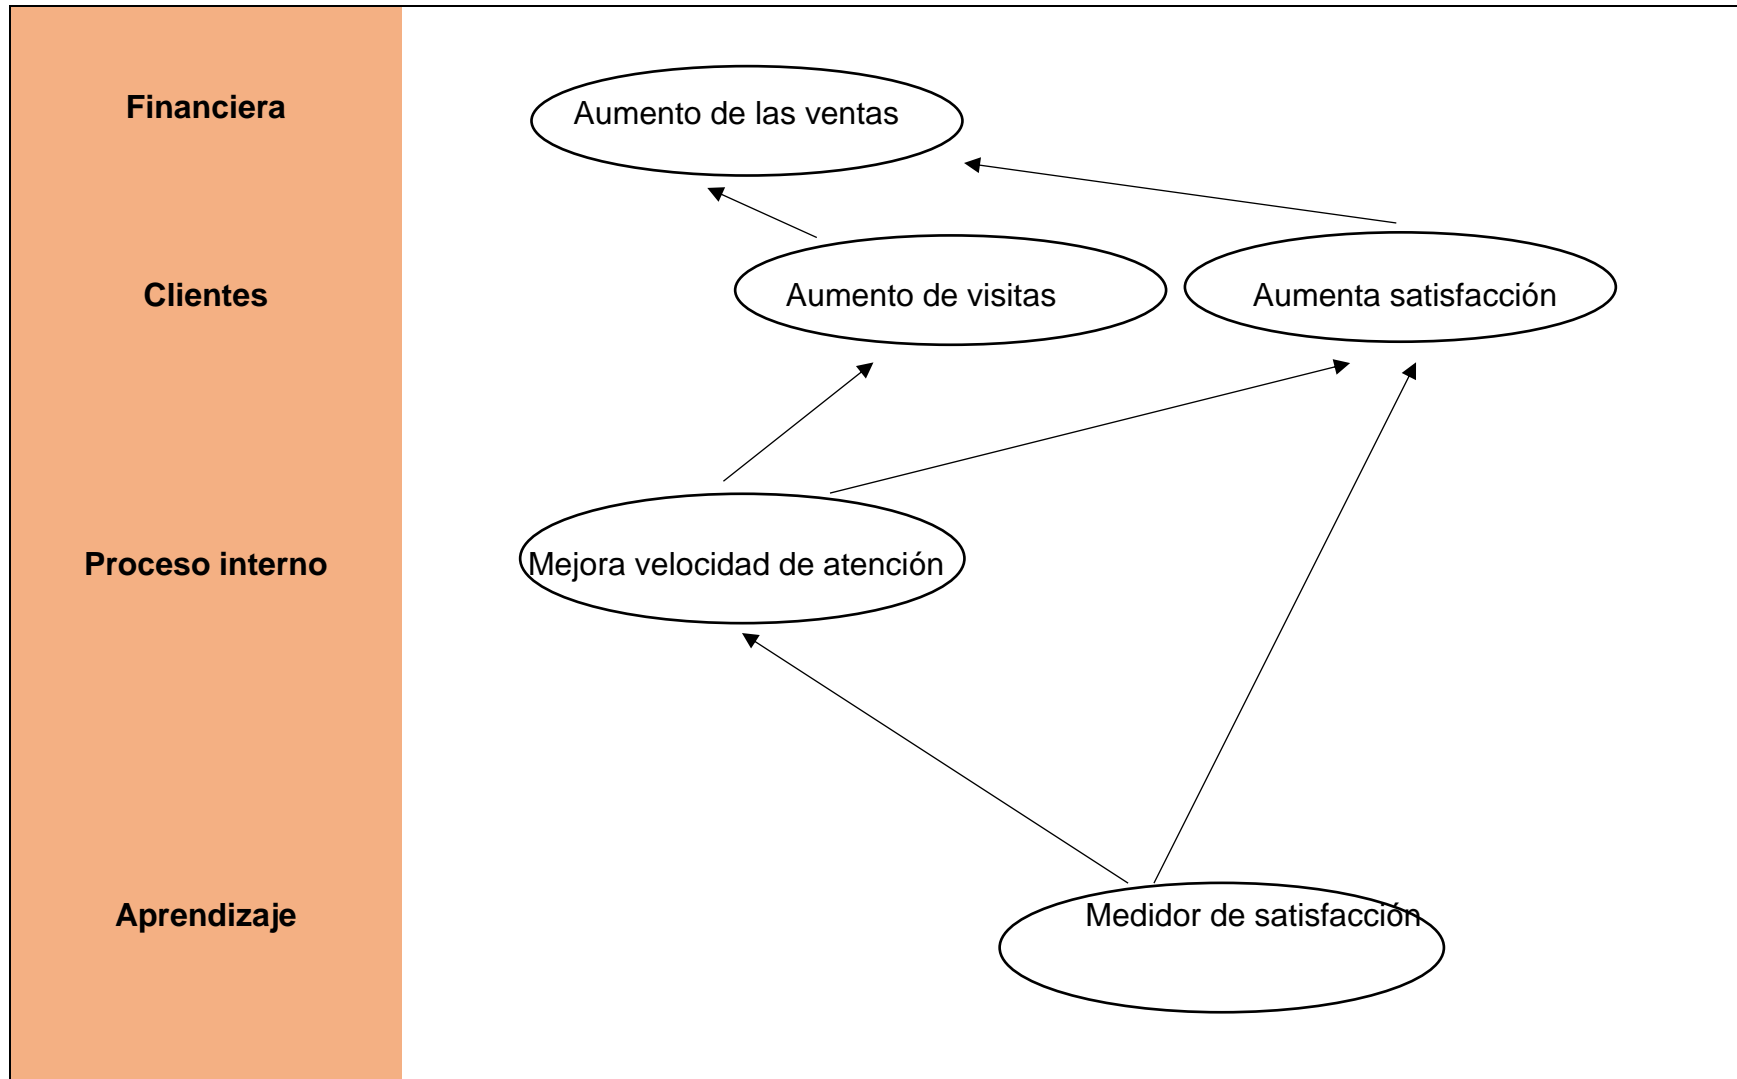 Financiera
Aumento de las ventas
Clientes
Aumento de visitas
Aumenta satisfacción
Proceso interno
Mejora velocidad de atención
Aprendizaje
Medidor de satisfacción